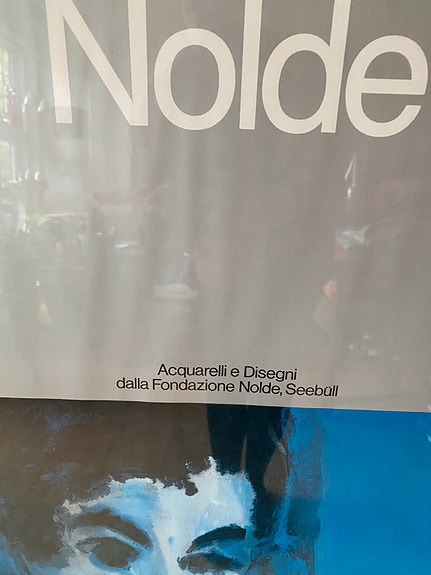 Nolde
Acquarelli e Disegni
dalla Fondazione Nolde, Seebüll